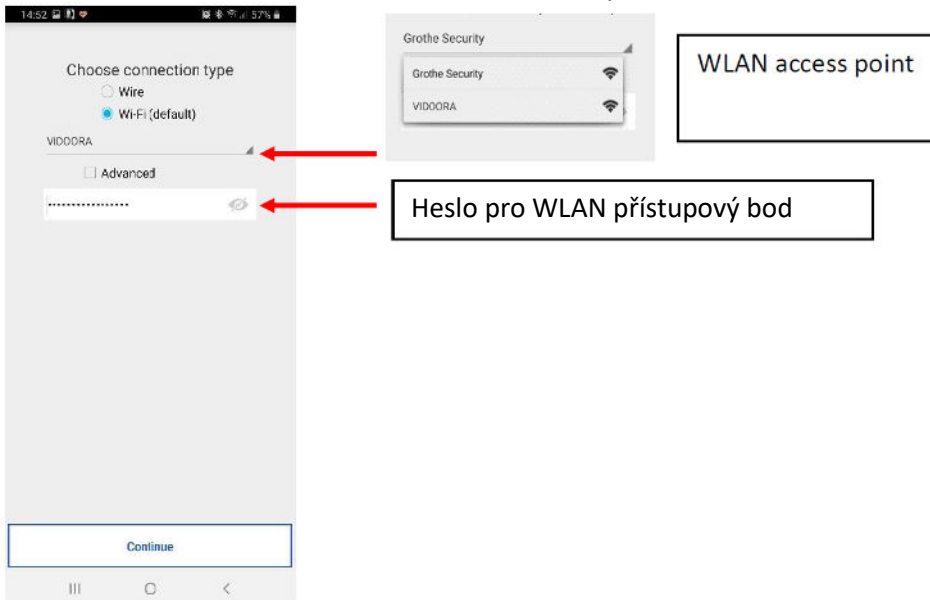 14:52
57%
Choose connection type
Wire
Wi-Fi (default)
VIDOORA
Advanced
•••••••••••••••••
Continue
Grothe Security
Grothe Security
VIDOORA
WLAN access point
Heslo pro WLAN přístupový bod